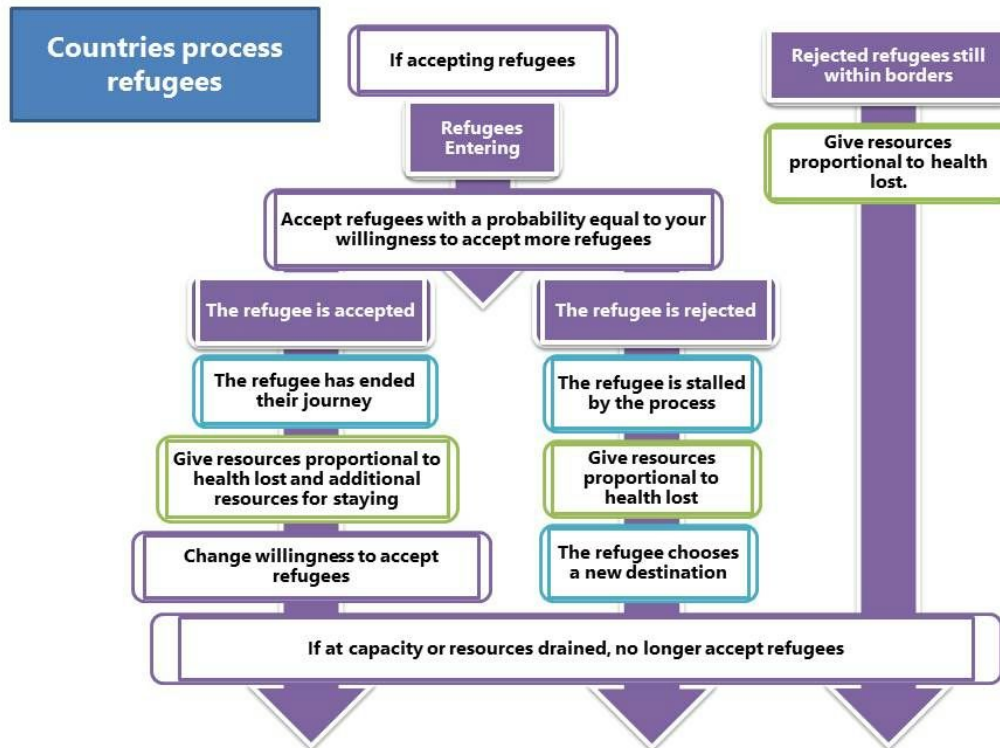 Countries process
refugees
If accepting refugees
Refugees
Entering
Accept refugees with a probability equal to your
willingness to accept more refugees
The refugee is accepted
The refugee has ended
their journey
Give resources proportional to
health lost and additional
resources for staying
Change willingness to accept
refugees
The refugee is rejected
The refugee is stalled
by the process
Give resources
proportional to
health lost
The refugee chooses
a new destination
Rejected refugees still
within borders
Give resources
proportional to health
lost.
If at capacity or resources drained, no longer accept refugees